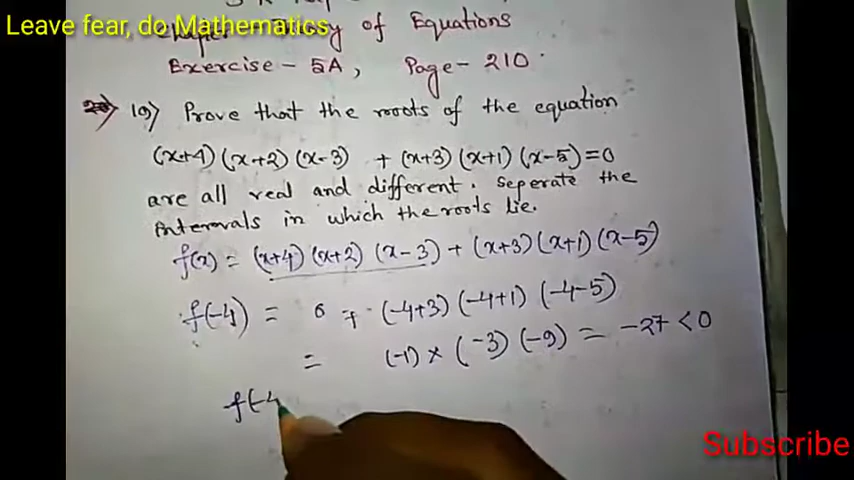 Leave fear, do Mathematics
of Equations
Exercise - 5A, Page - 210.
19) Prove that the roots of the equation
(x+4) (x+2) (x-3) + (x+3) (x+1) (x-5) = 0
are all real and different. seperate the
intervals in which the roots lie.
f(x) = (x+4) (x+2) (x-3) + (x+3) (x+1) (x-5)
f(-4) = 0 + (-4+3) (-4+1) (-4-5)
= (-1) × (-3) (-9) = -27 < 0
f(-4
Subscribe